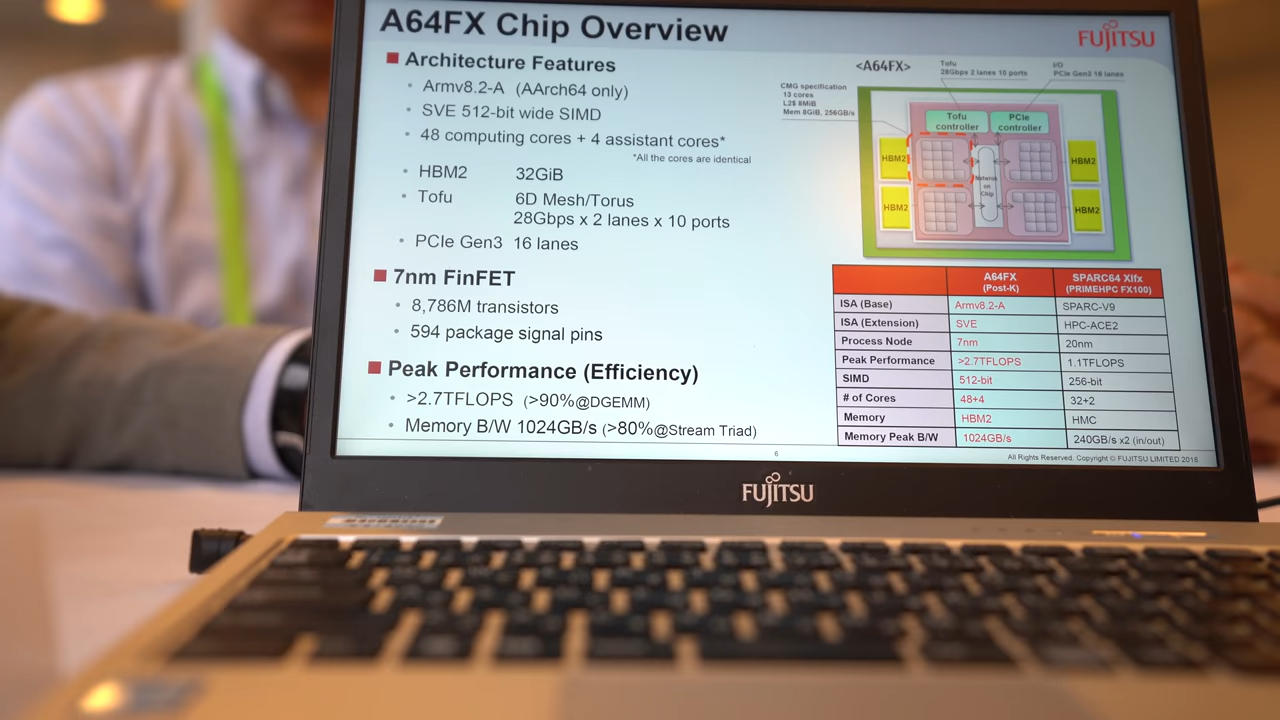 A64FX Chip Overview
FUJITSU
Architecture Features
Armv8.2-A (AArch64 only)
SVE 512-bit wide SIMD
48 computing cores + 4 assistant cores*
*All the cores are identical
HBM2 32GiB
Tofu 6D Mesh/Torus
28Gbps x 2 lanes x 10 ports
PCIe Gen3 16 lanes
7nm FinFET
8,786M transistors
594 package signal pins
Peak Performance (Efficiency)
>2.7TFLOPS (>90%@DGEMM)
Memory B/W 1024GB/s (>80%@Stream Triad)
<A64FX>
Tofu
28Gbps 2 lanes 10 ports
I/O
PCIe Gen3 16 lanes
CMG specification
13 cores
L2$ 8MiB
Mem 8GiB, 256GB/s
Tofu
controller
PCIe
controller
HBM2
HBM2
HBM2
HBM2
Network
on
Chip
A64FX
(Post-K)
SPARC64 XIfx
(PRIMEHPC FX100)
ISA (Base) Armv8.2-A SPARC-V9
ISA (Extension) SVE HPC-ACE2
Process Node 7nm 20nm
Peak Performance >2.7TFLOPS 1.1TFLOPS
SIMD 512-bit 256-bit
# of Cores 48+4 32+2
Memory HBM2 HMC
Memory Peak B/W 1024GB/s 240GB/s x2 (in/out)
6
All Rights Reserved. Copyright © FUJITSU LIMITED 2018
FUJITSU